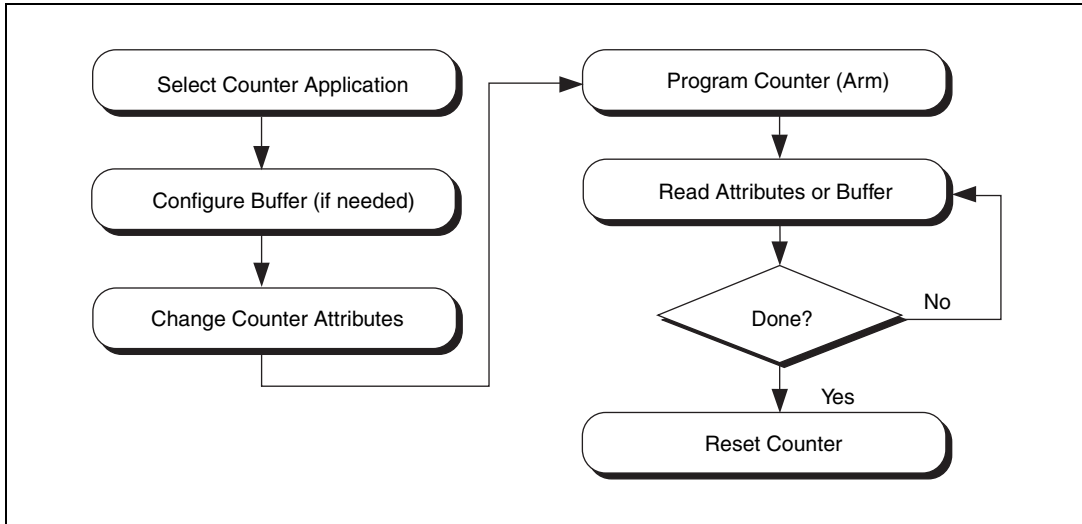 Select Counter Application
Configure Buffer (if needed)
Change Counter Attributes
Program Counter (Arm)
Read Attributes or Buffer
Done?
No
Yes
Reset Counter